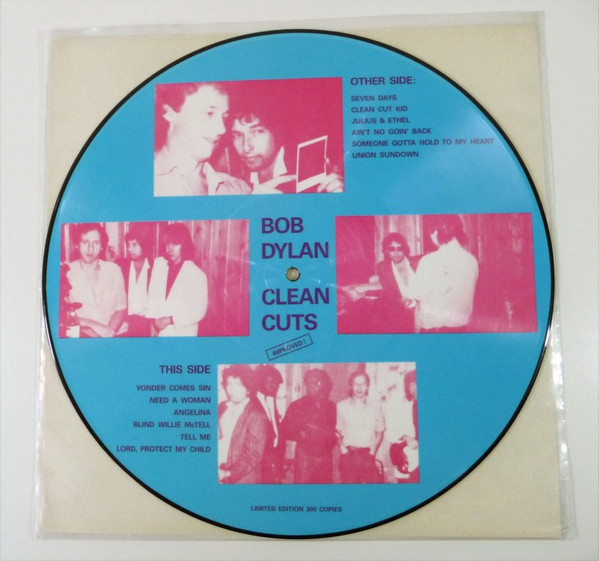 OTHER SIDE:
SEVEN DAYS
CLEAN CUT KID
JULIUS & ETHEL
AIN'T NO GOIN' BACK
SOMEONE GOTTA HOLD TO MY HEART
UNION SUNDOWN
BOB
DYLAN
CLEAN
CUTS
IMPLOVED!
THIS SIDE
YONDER COMES SIN
NEED A WOMAN
ANGELINA
BLIND WILLIE McTELL
TELL ME
LORD, PROTECT MY CHILD
LIMITED EDITION 300 COPIES